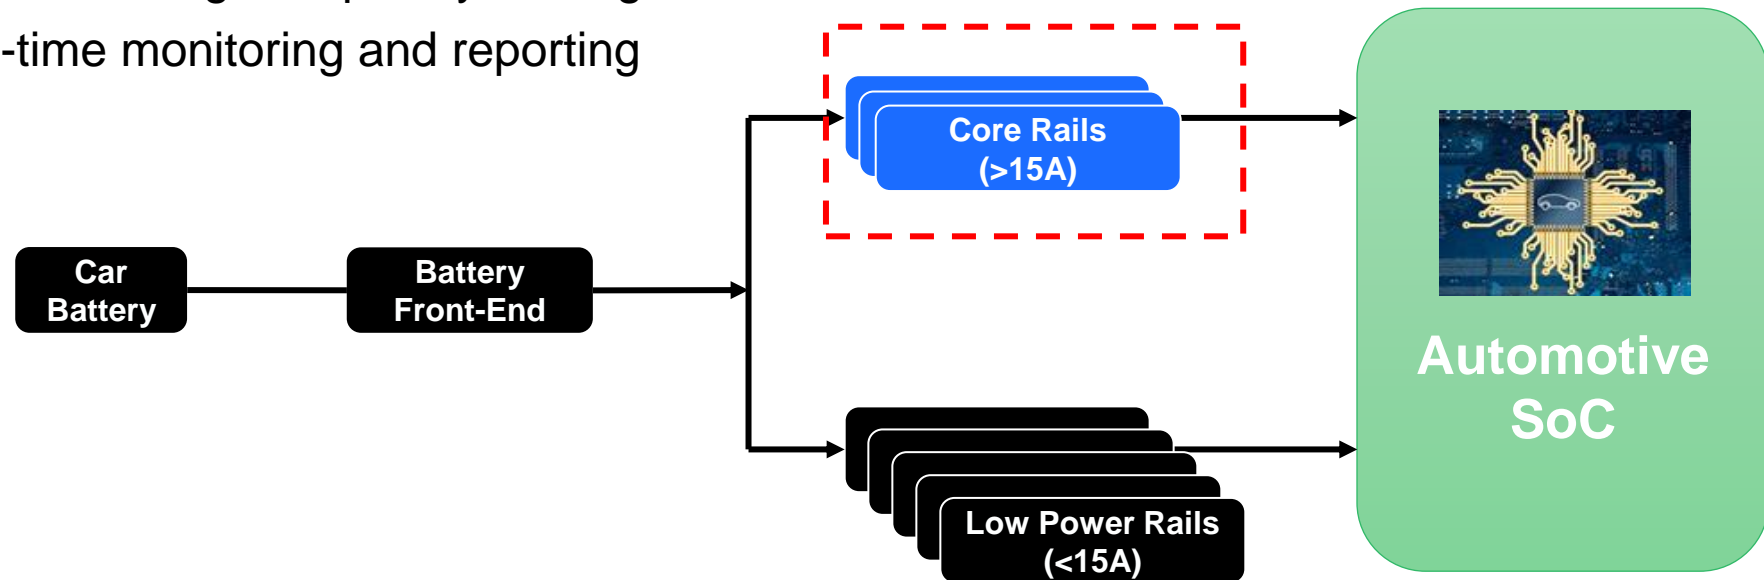 -time monitoring and reporting
Core Rails
(>15A)
Car
Battery
Battery
Front-End
Automotive
SoC
Low Power Rails
(<15A)